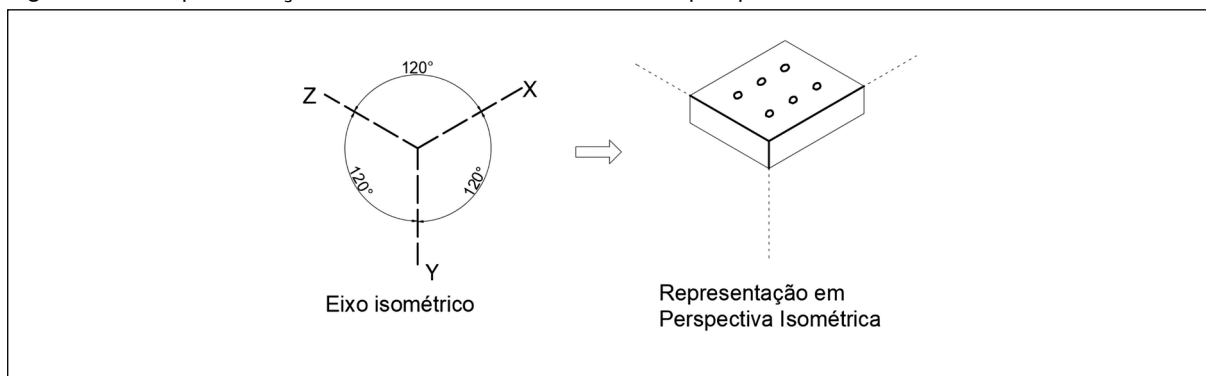 120°
Z
X
120°
120°
Y
Eixo isométrico
Representação em
Perspectiva Isométrica